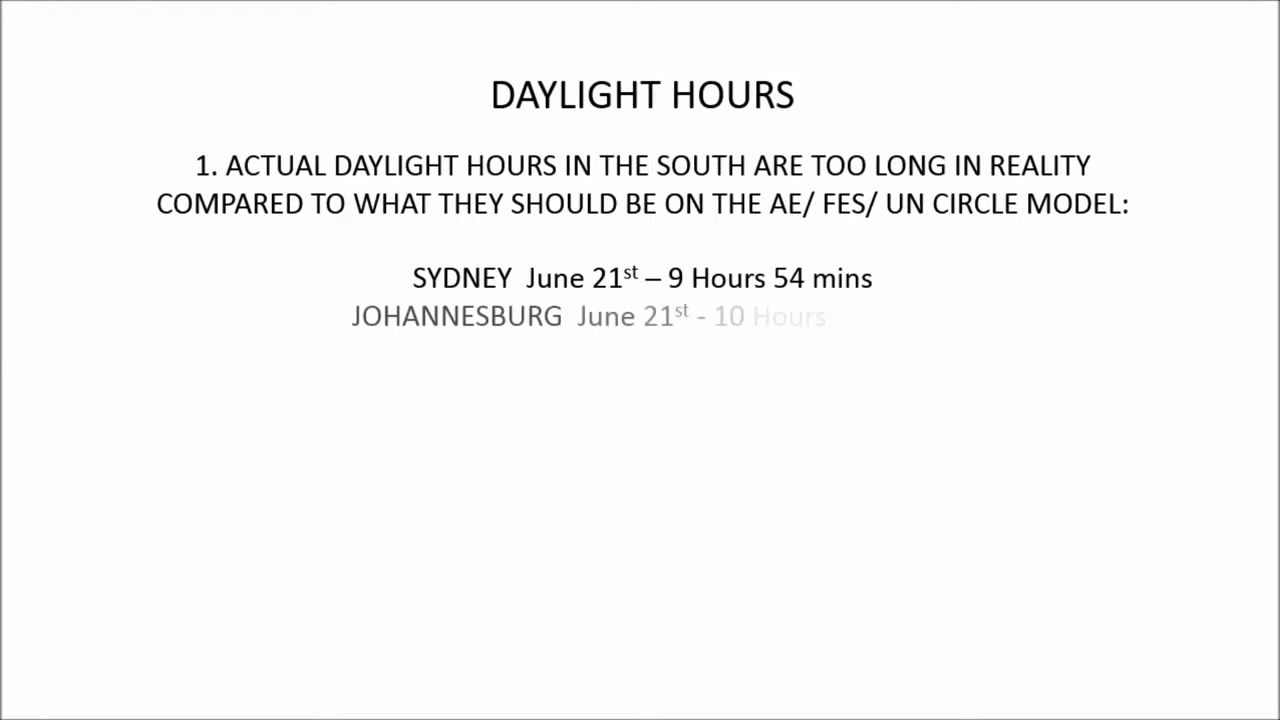 DAYLIGHT HOURS
1. ACTUAL DAYLIGHT HOURS IN THE SOUTH ARE TOO LONG IN REALITY
COMPARED TO WHAT THEY SHOULD BE ON THE AE/ FES/ UN CIRCLE MODEL:
SYDNEY June 21st – 9 Hours 54 mins
JOHANNESBURG June 21st - 10 Hours